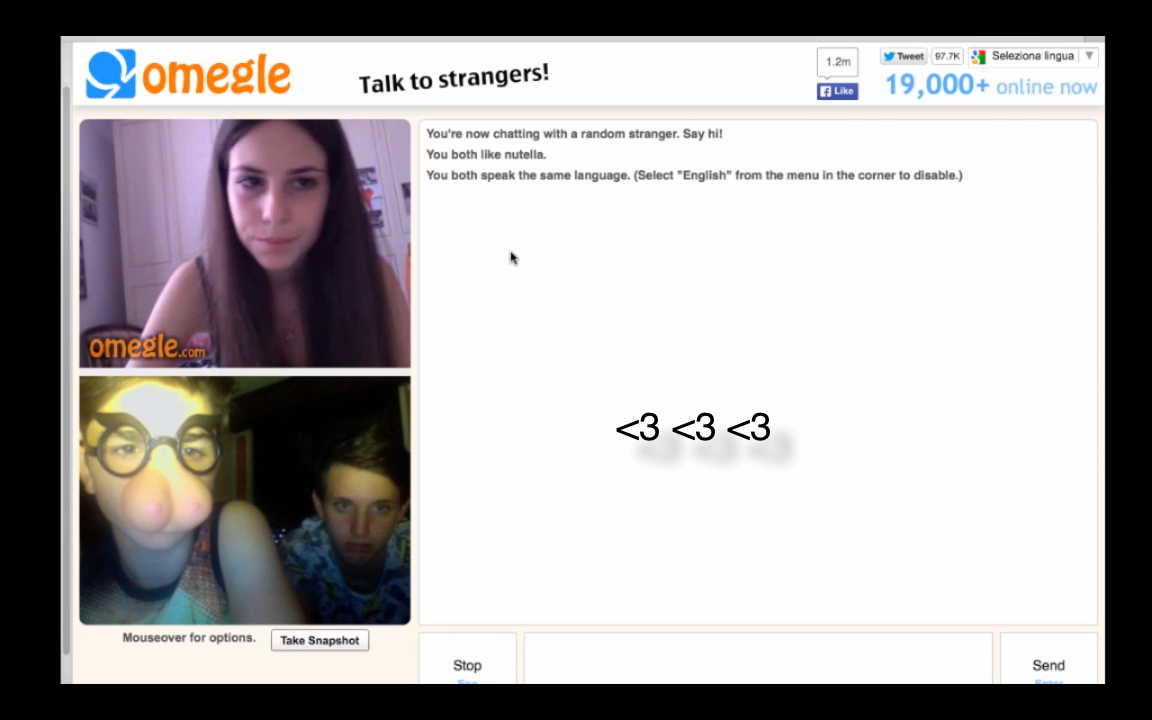 omegle
Talk to strangers!
1.2m
Like
Tweet
97.7K
Seleziona lingua
19,000+ online now
omegle.com
You're now chatting with a random stranger. Say hi!
You both like nutella.
You both speak the same language. (Select "English" from the menu in the corner to disable.)
<3 <3 <3
Mouseover for options.
Take Snapshot
Stop
Esc
Send
Enter